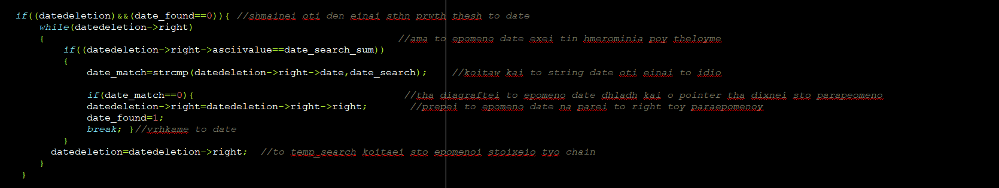 if((datedeletion)&&(date_found==0)){ //shmainei oti den einai sthn prwth thesh to date
while(datedeletion->right)
{ //ama to epomeno date exei tin hmerominia poy theloyme
if((datedeletion->right->asciivalue==date_search_sum))
{
date_match=strcmp(datedeletion->right->date,date_search); //koitaw kai to string date oti einai to idio
if(date_match==0){ //tha diagraftei to epomeno date dhladh kai o pointer tha dixnei sto parapeomeno
datedeletion->right=datedeletion->right->right; //prepei to epomeno date na parei to right toy paraepomenoy
date_found=1;
break; }//vrhkame to date
}
datedeletion=datedeletion->right; //to temp_search koitaei sto epomenoi stoixeio tyo chain
}
}